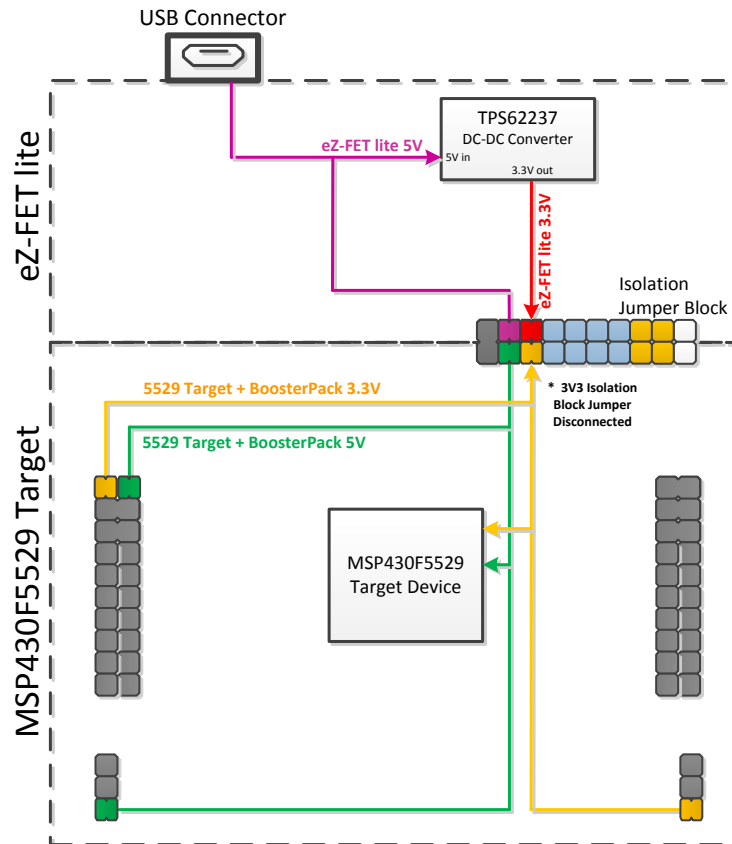 USB Connector
eZ-FET lite
TPS62237
DC-DC Converter
eZ-FET lite 5V
5V in
3.3V out
eZ-FET lite 3.3V
Isolation
Jumper Block
MSP430F5529 Target
5529 Target + BoosterPack 3.3V
* 3V3 Isolation
Block Jumper
Disconnected
5529 Target + BoosterPack 5V
MSP430F5529
Target Device